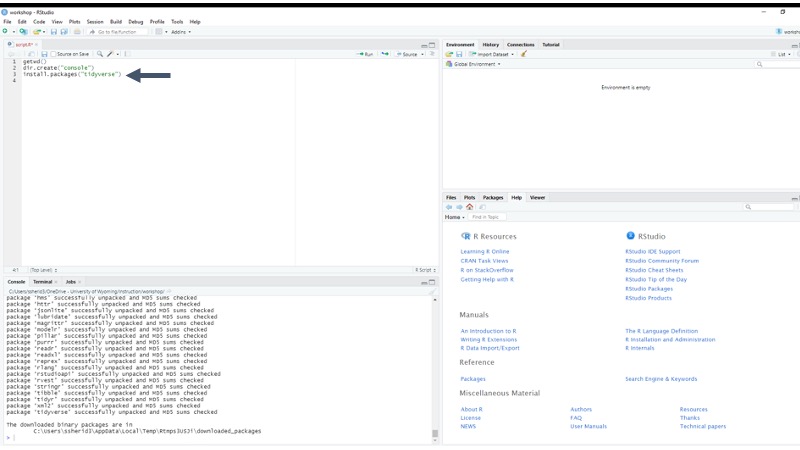 workshop - RStudio
File Edit Code View Plots Session Build Debug Profile Tools Help
Go to file/function
Addins
script.R*
Source on Save
Run
Source
1 getwd()
2 dir.create("console")
3 install.packages("tidyverse")
4
4:1 (Top Level) R Script
Console Terminal Jobs
C:/Users/ssherid3/OneDrive - University of Wyoming/Instruction/workshop/
package 'hms' successfully unpacked and MD5 sums checked
package 'httr' successfully unpacked and MD5 sums checked
package 'jsonlite' successfully unpacked and MD5 sums checked
package 'lubridate' successfully unpacked and MD5 sums checked
package 'magrittr' successfully unpacked and MD5 sums checked
package 'modelr' successfully unpacked and MD5 sums checked
package 'pillar' successfully unpacked and MD5 sums checked
package 'purrr' successfully unpacked and MD5 sums checked
package 'readr' successfully unpacked and MD5 sums checked
package 'readxl' successfully unpacked and MD5 sums checked
package 'reprex' successfully unpacked and MD5 sums checked
package 'rlang' successfully unpacked and MD5 sums checked
package 'rstudioapi' successfully unpacked and MD5 sums checked
package 'rvest' successfully unpacked and MD5 sums checked
package 'stringr' successfully unpacked and MD5 sums checked
package 'tibble' successfully unpacked and MD5 sums checked
package 'tidyr' successfully unpacked and MD5 sums checked
package 'xml2' successfully unpacked and MD5 sums checked
package 'tidyverse' successfully unpacked and MD5 sums checked
The downloaded binary packages are in
C:\Users\ssherid3\AppData\Local\Temp\Rtmps3USJi\downloaded_packages
>
Environment History Connections Tutorial
Import Dataset
List
Global Environment
Environment is empty
Files Plots Packages Help Viewer
Home Find in Topic
R Resources
Learning R Online
CRAN Task Views
R on StackOverflow
Getting Help with R
RStudio
RStudio IDE Support
RStudio Community Forum
RStudio Cheat Sheets
RStudio Tip of the Day
RStudio Packages
RStudio Products
Manuals
An Introduction to R The R Language Definition
Writing R Extensions R Installation and Administration
R Data Import/Export R Internals
Reference
Packages Search Engine & Keywords
Miscellaneous Material
About R Authors Resources
License FAQ Thanks
NEWS User Manuals Technical papers